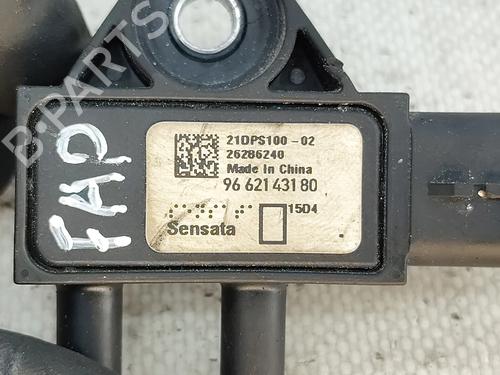 B-PARTS
FAP
21DPS100-02
26286240
Made In China
96 621 431 80
15D4
Sensata